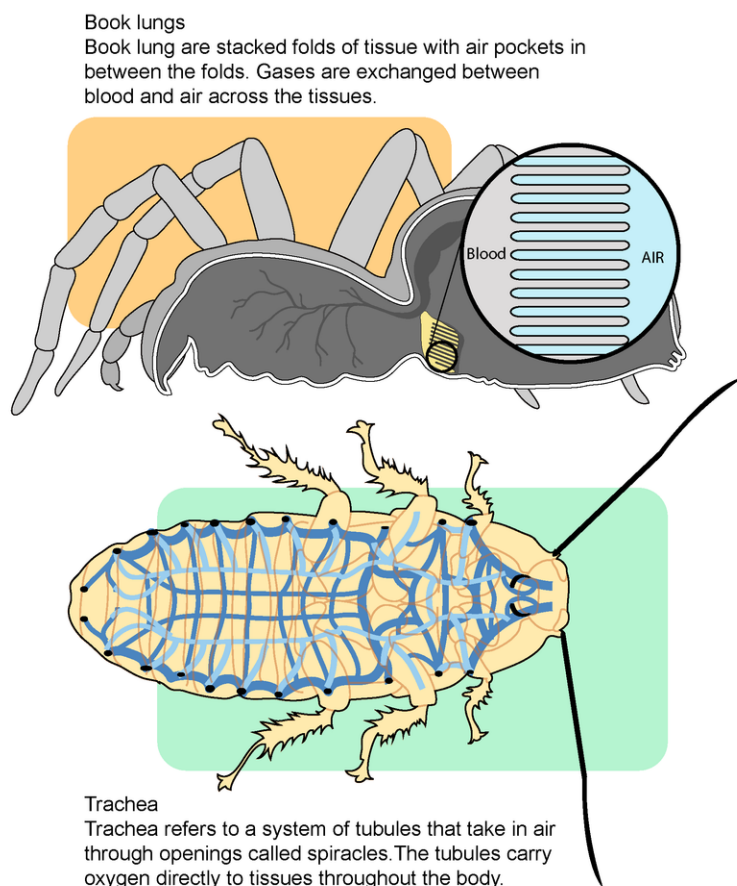 Book lungs
Book lung are stacked folds of tissue with air pockets in
between the folds. Gases are exchanged between
blood and air across the tissues.
Blood
AIR
Trachea
Trachea refers to a system of tubules that take in air
through openings called spiracles.The tubules carry
oxygen directly to tissues throughout the body.